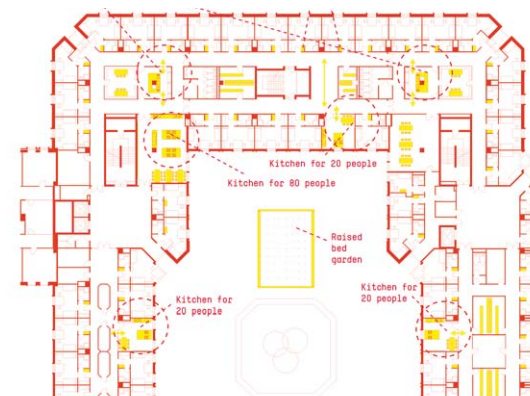 Kitchen for 20 people
Kitchen for 80 people
Raised
bed
garden
Kitchen for
20 people
Kitchen for
20 people